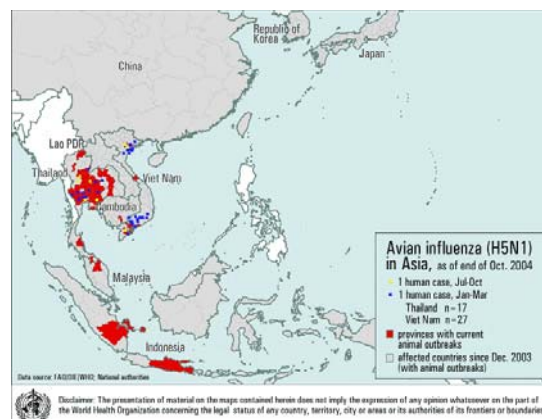 Republic of
Korea
Japan
China
Lao PDR
Thailand
Viet Nam
Cambodia
Malaysia
Indonesia
Avian influenza (H5N1)
in Asia, as of end of Oct. 2004
1 human case, Jul-Oct
1 human case, Jan-Mar
Thailand n=17
Viet Nam n=27
provinces with current
animal outbreaks
affected countries since Dec. 2003
(with animal outbreaks)
Data source: FAO/OIE/WHO; National authorities
Disclaimer: The presentation of material on the maps contained herein does not imply the expression of any opinion whatsoever on the part of
the World Health Organization concerning the legal status of any country, territory, city or areas or its authorities of its frontiers or boundaries